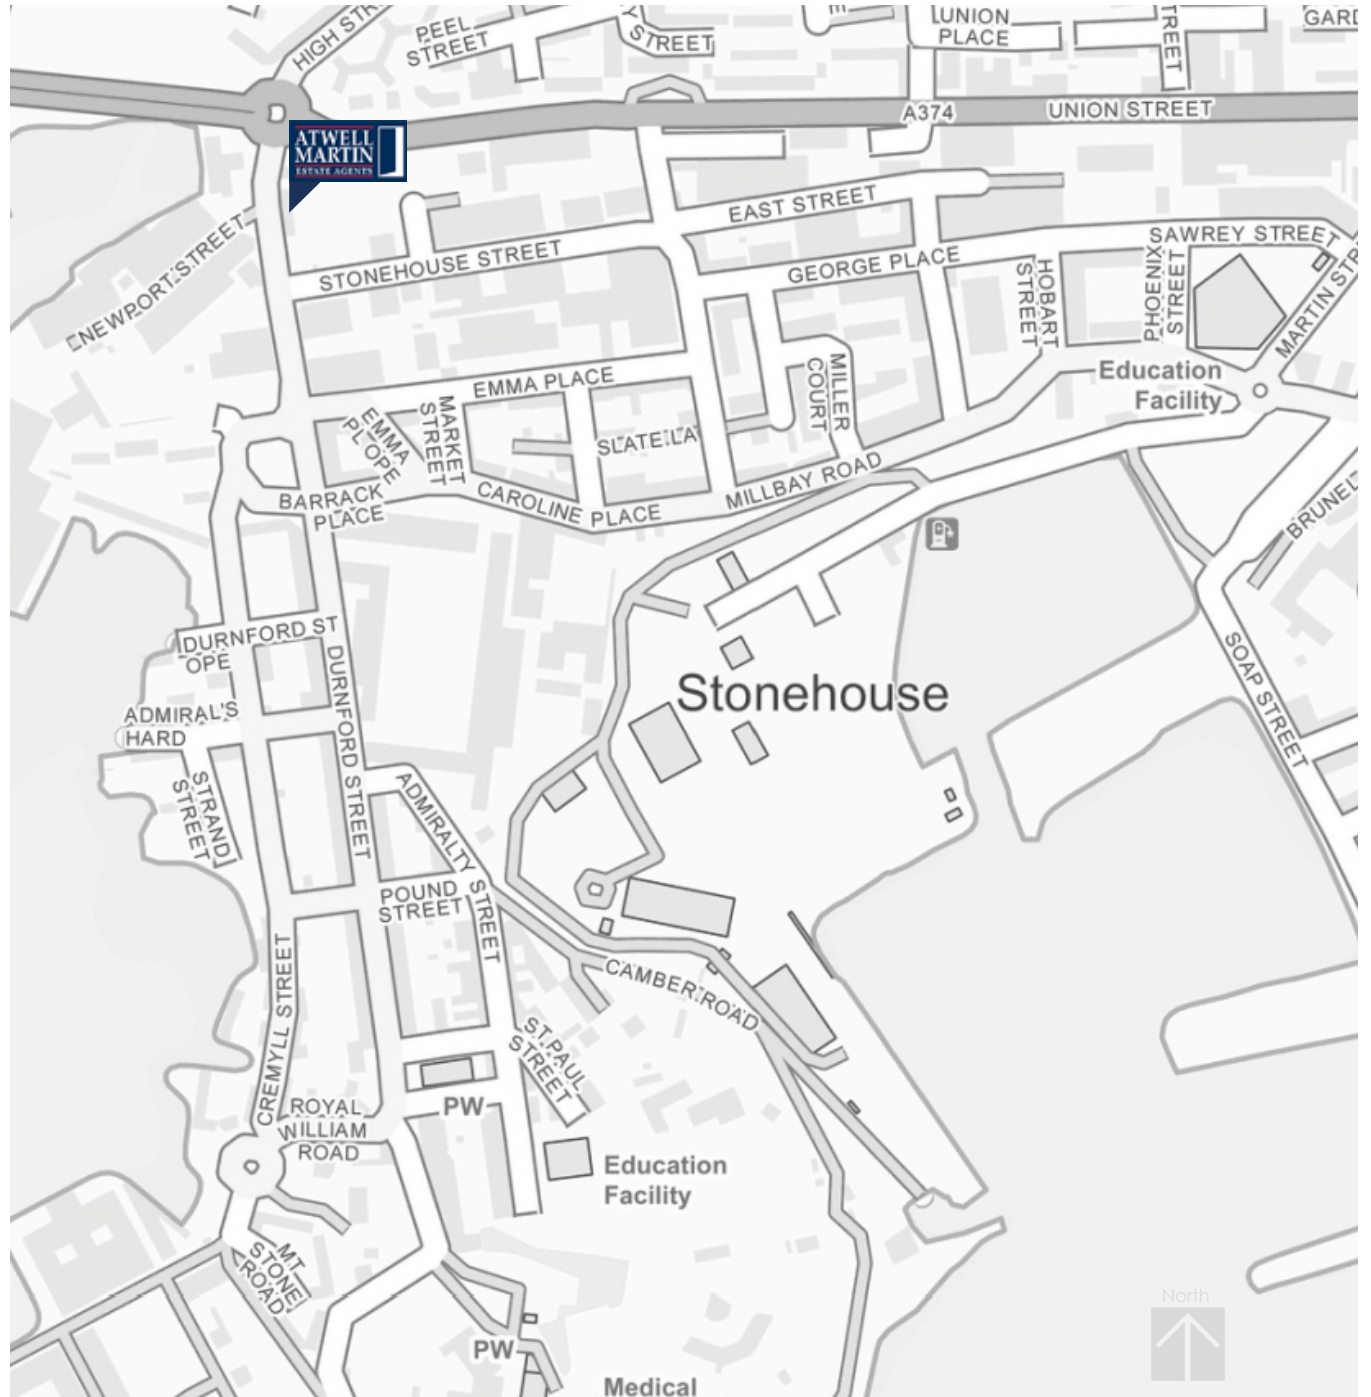 HIGH STR
PEEL
STREET
Y STREET
UNION
PLACE
TREET
GARD
A374
UNION STREET
ATWELL
MARTIN
ESTATE AGENTS
NEWPORT STREET
STONEHOUSE STREET
EAST STREET
GEORGE PLACE
SAWREY STREET
HOBART
STREET
PHOENIX
STREET
MARTIN STR
EMMA PLACE
MILLER
COURT
Education
Facility
EMMA
PL OPE
MARKET
STREET
SLATE LA
BARRACK
PLACE
CAROLINE PLACE
MILLBAY ROAD
BRUNEL
DURNFORD ST
OPE
DURNFORD STREET
SOAP STREET
Stonehouse
ADMIRAL'S
HARD
STRAND
STREET
ADMIRALTY STREET
POUND
STREET
CREMYLL STREET
CAMBER ROAD
ST PAUL
STREET
ROYAL
WILLIAM
ROAD
PW
Education
Facility
MT
STONE
ROAD
North
PW
Medical